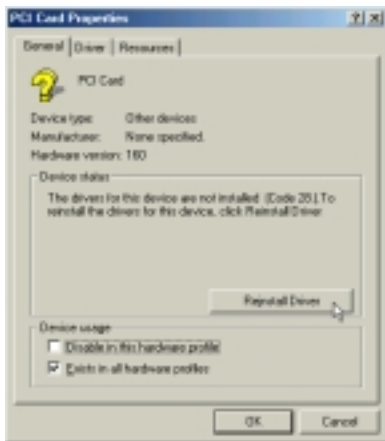 PCI Card Properties
General Driver Resources
PCI Card
Device type: Other devices
Manufacturer: None specified.
Hardware version: 160
Device status
The drivers for this device are not installed. (Code 28.) To
reinstall the drivers for this device, click Reinstall Driver.
Reinstall Driver
Device usage
Disable in this hardware profile
Exists in all hardware profiles
OK Cancel